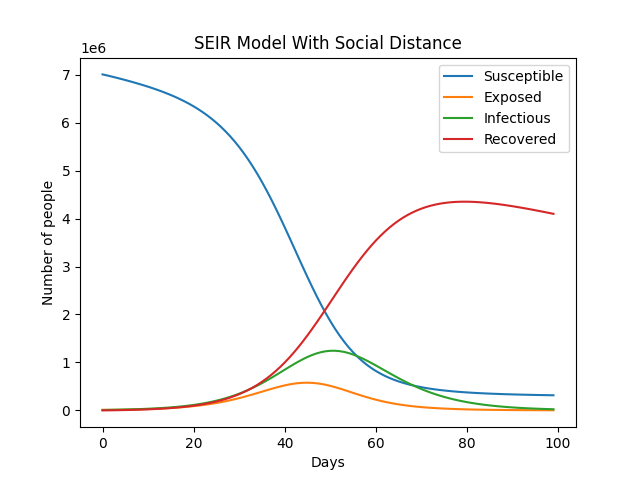 SEIR Model With Social Distance
1e6
7
6
5
4
3
2
1
0
Number of people
Susceptible
Exposed
Infectious
Recovered
0 20 40 60 80 100
Days